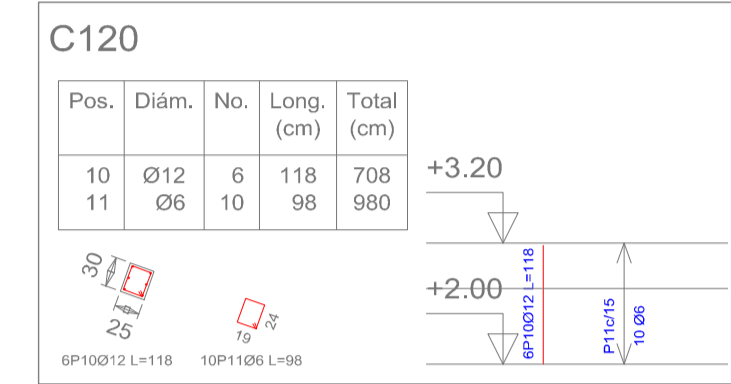 C120
Pos. Diám. No. Long. (cm) Total (cm)
10 Ø12 6 118 708
11 Ø6 10 98 980
+3.20
+2.00
30
25
6P10Ø12 L=118
19
24
10P11Ø6 L=98
6P10Ø12 L=118
P11c/15
10 Ø6